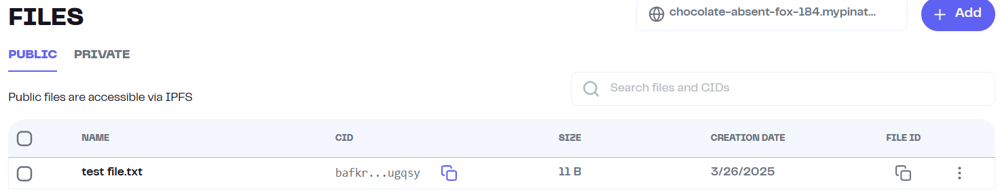 FILES
chocolate-absent-fox-184.mypinat...
Add
PUBLIC PRIVATE
Public files are accessible via IPFS
Search files and CIDs
NAME CID SIZE CREATION DATE FILE ID
test file.txt bafkr...ugqsy 11 B 3/26/2025